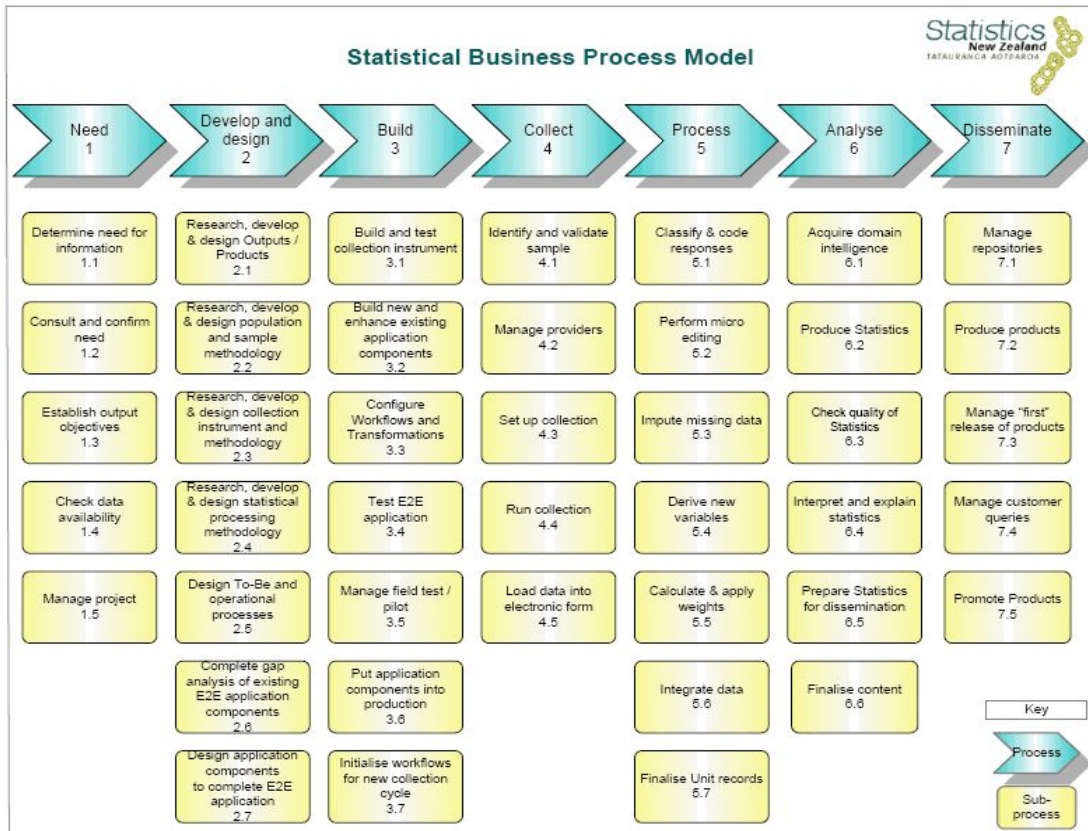 Statistics
New Zealand
TATAURANGA AOTEAROA
Statistical Business Process Model
Need
1
Develop and
design
2
Build
3
Collect
4
Process
5
Analyse
6
Disseminate
7
Determine need for
information
1.1
Research, develop
& design Outputs /
Products
2.1
Build and test
collection instrument
3.1
Identify and validate
sample
4.1
Classify & code
responses
5.1
Acquire domain
intelligence
6.1
Manage
repositories
7.1
Consult and confirm
need
1.2
Research, develop
& design population
and sample
methodology
2.2
Build new and
enhance existing
application
components
3.2
Manage providers
4.2
Perform micro
editing
5.2
Produce Statistics
6.2
Produce products
7.2
Establish output
objectives
1.3
Research, develop
& design collection
instrument and
methodology
2.3
Configure
Workflows and
Transformations
3.3
Set up collection
4.3
Impute missing data
5.3
Check quality of
Statistics
6.3
Manage "first"
release of products
7.3
Check data
availability
1.4
Research, develop
& design statistical
processing
methodology
2.4
Test E2E
application
3.4
Run collection
4.4
Derive new
variables
5.4
Interpret and explain
statistics
6.4
Manage customer
queries
7.4
Manage project
1.5
Design To-Be and
operational
processes
2.5
Manage field test /
pilot
3.5
Load data into
electronic form
4.5
Calculate & apply
weights
5.5
Prepare Statistics
for dissemination
6.5
Promote Products
7.5
Complete gap
analysis of existing
E2E application
components
2.6
Put application
components into
production
3.6
Integrate data
5.6
Finalise content
6.6
Design application
components
to complete E2E
application
2.7
Initialise workflows
for new collection
cycle
3.7
Finalise Unit records
5.7
Key
Process
Sub-
process